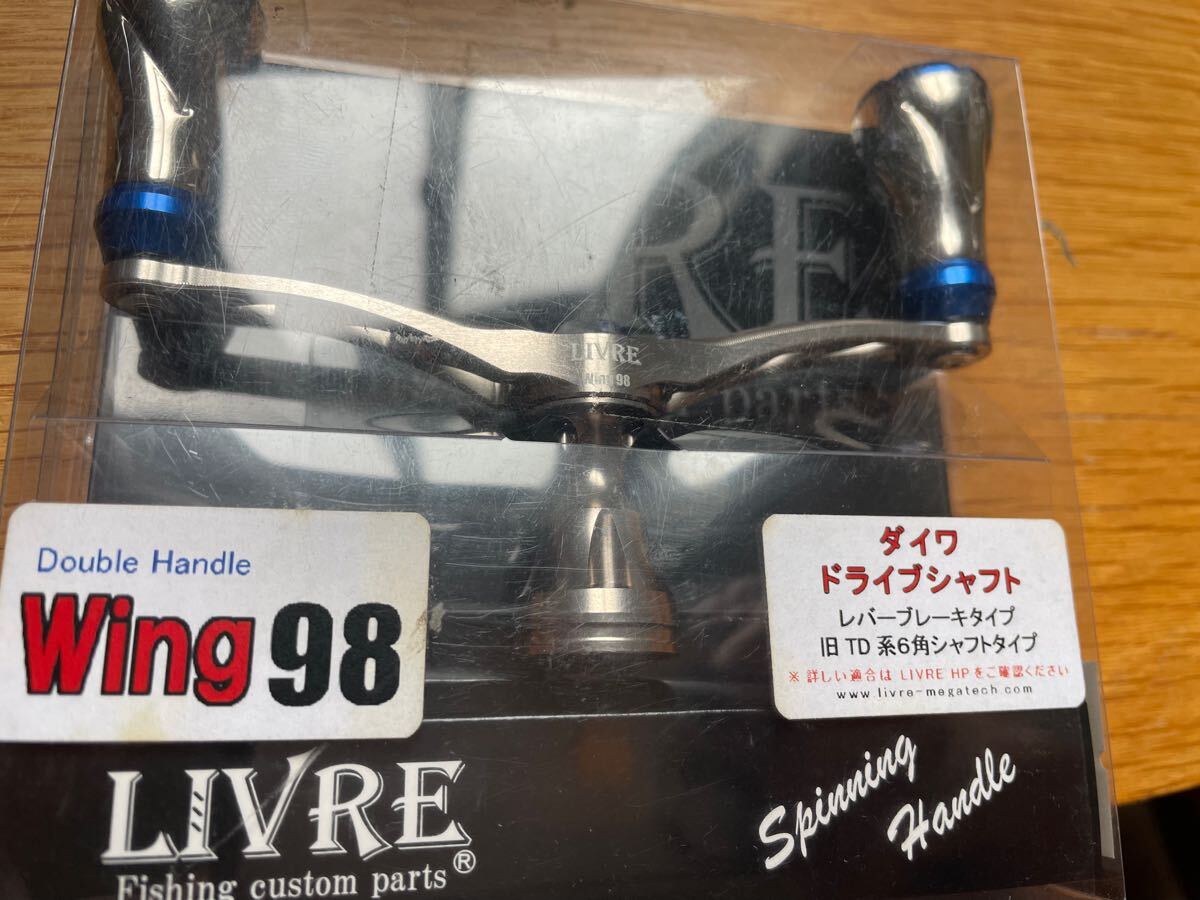 RE
parts
LIVRE
Wing 98
Double Handle
Wing 98
ダイワ
ドライブシャフト
レバーブレーキタイプ
旧 TD 系6角シャフトタイプ
※ 詳しい適合は LIVRE HP をご確認ください
www.livre-megatech.com
LIVRE®
Fishing custom parts
Spinning
Handle